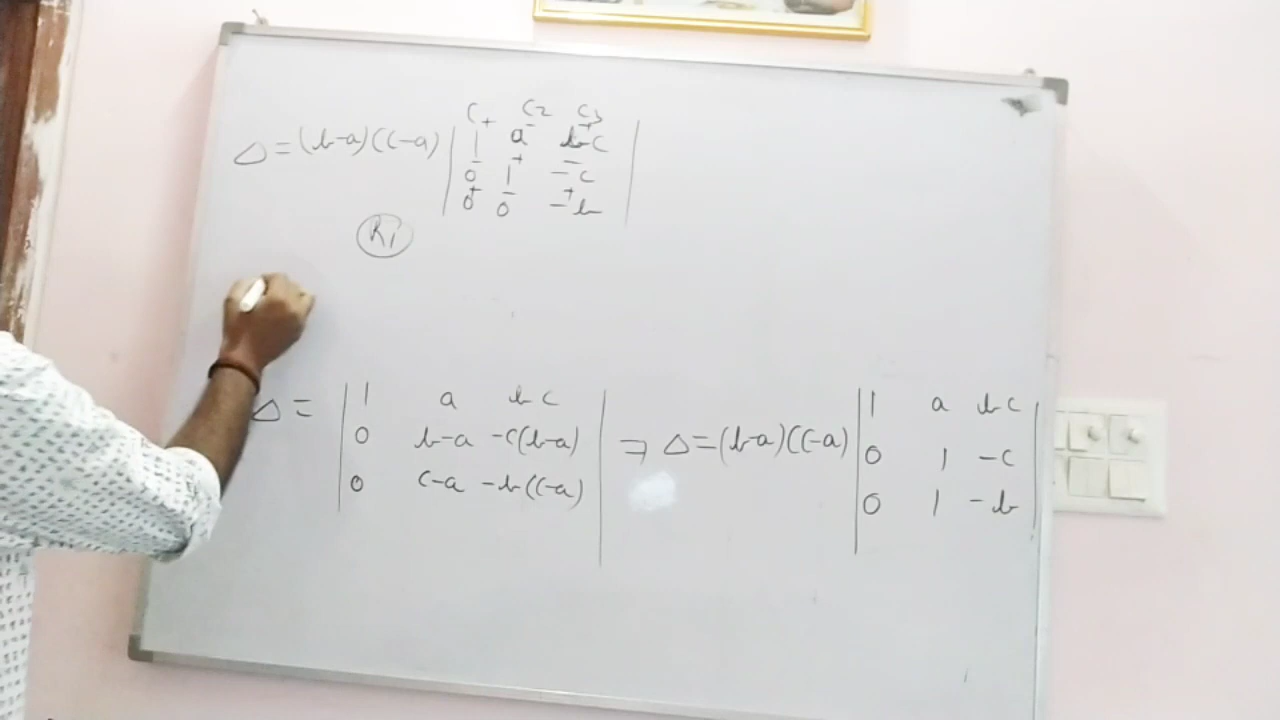 C₁ C₂ C₃
+ - +
Δ = (b-a)(c-a) | 1 a bc |
- + -
| 0 1 -c |
+ - +
| 0 0 -b |
R₁
Δ = | 1 a bc | ⇒ Δ = (b-a)(c-a) | 1 a bc |
| 0 b-a -c(b-a) | | 0 1 -c |
| 0 c-a -b(c-a) | | 0 1 -b |